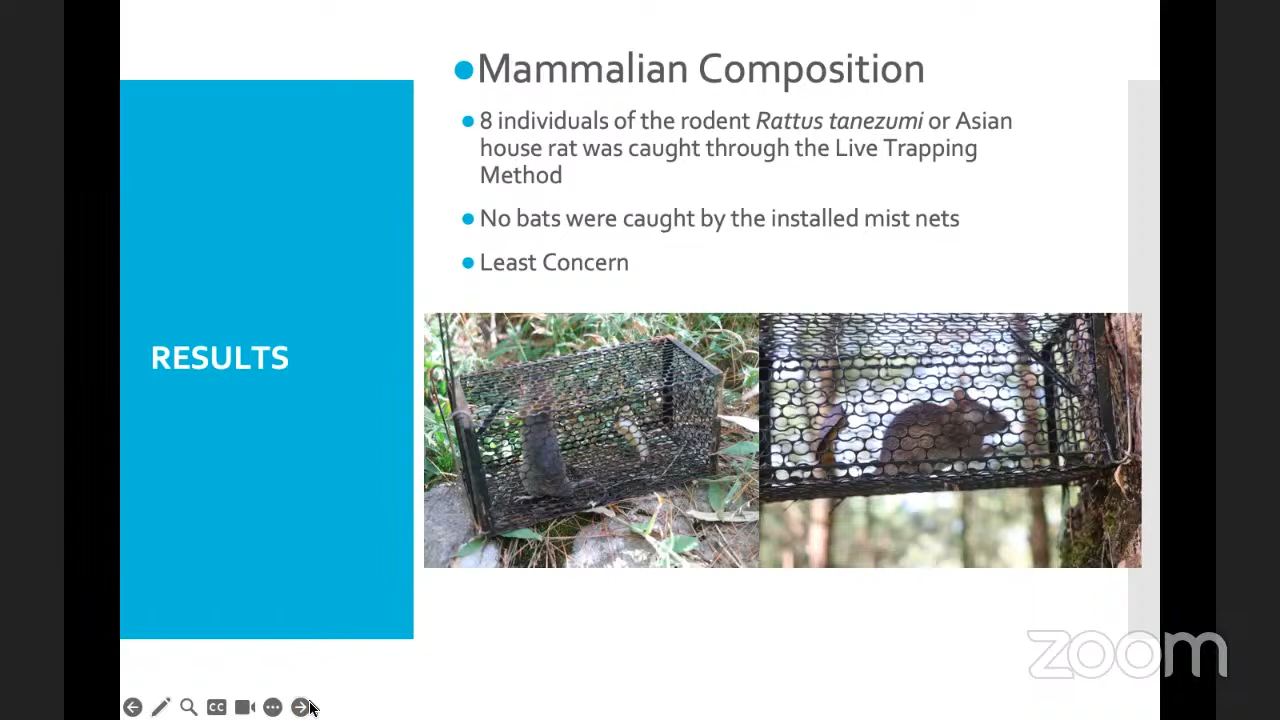 Mammalian Composition
8 individuals of the rodent Rattus tanezumi or Asian
house rat was caught through the Live Trapping
Method
No bats were caught by the installed mist nets
Least Concern
RESULTS
zoom
CC